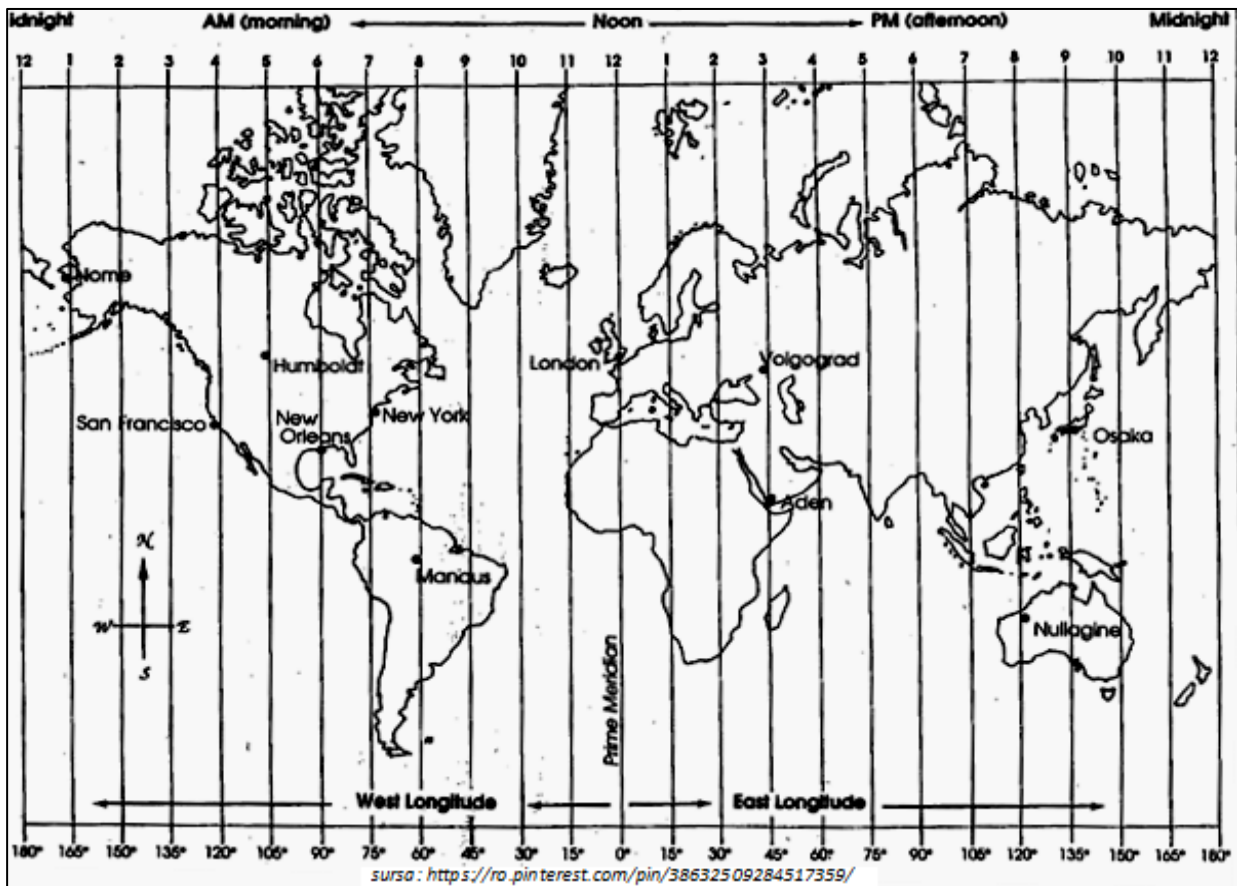 idnight AM (morning) Noon PM (afternoon) Midnight
12 1 2 3 4 5 6 7 8 9 10 11 12 1 2 3 4 5 6 7 8 9 10 11 12
Nome
Humboldt
London
Volgograd
San Francisco
New
Orleans
New York
Osaka
Aden
Manaus
N
W E
S
Nullagine
Prime Meridian
West Longitude East Longitude
180° 165° 150° 135° 120° 105° 90° 75° 60° 45° 30° 15° 0° 15° 30° 45° 60° 75° 90° 105° 120° 135° 150° 165° 180°
sursa: https://ro.pinterest.com/pin/38632509284517359/